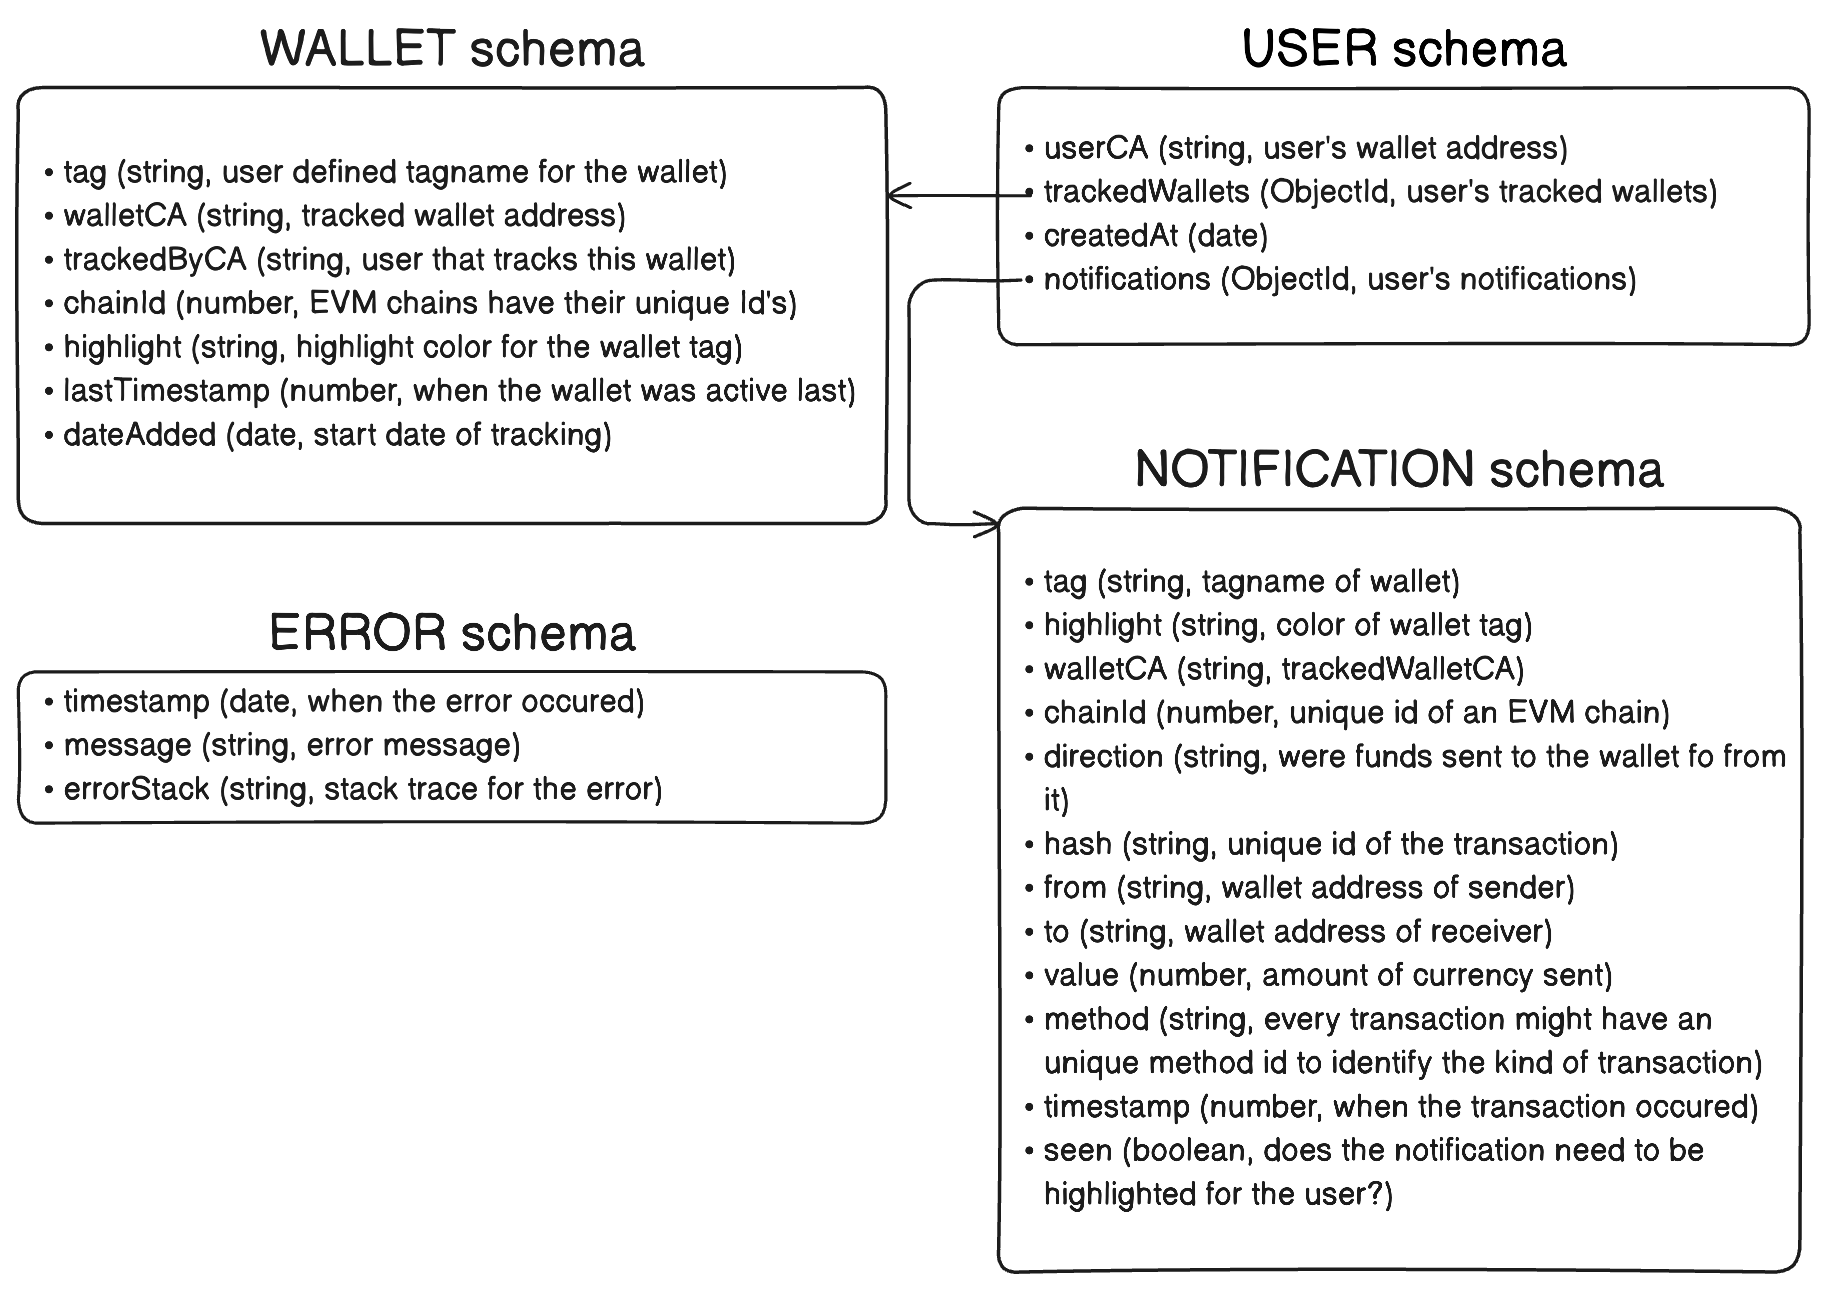 WALLET schema
• tag (string, user defined tagname for the wallet)
• walletCA (string, tracked wallet address)
• trackedByCA (string, user that tracks this wallet)
• chainId (number, EVM chains have their unique Id's)
• highlight (string, highlight color for the wallet tag)
• lastTimestamp (number, when the wallet was active last)
• dateAdded (date, start date of tracking)
USER schema
• userCA (string, user's wallet address)
• trackedWallets (ObjectId, user's tracked wallets)
• createdAt (date)
• notifications (ObjectId, user's notifications)
ERROR schema
• timestamp (date, when the error occured)
• message (string, error message)
• errorStack (string, stack trace for the error)
NOTIFICATION schema
• tag (string, tagname of wallet)
• highlight (string, color of wallet tag)
• walletCA (string, trackedWalletCA)
• chainId (number, unique id of an EVM chain)
• direction (string, were funds sent to the wallet fo from
it)
• hash (string, unique id of the transaction)
• from (string, wallet address of sender)
• to (string, wallet address of receiver)
• value (number, amount of currency sent)
• method (string, every transaction might have an
unique method id to identify the kind of transaction)
• timestamp (number, when the transaction occured)
• seen (boolean, does the notification need to be
highlighted for the user?)